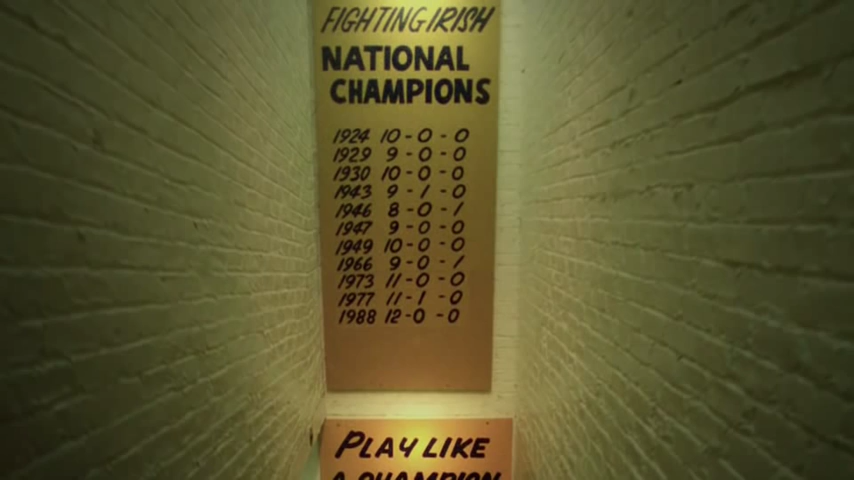 FIGHTING IRISH
NATIONAL
CHAMPIONS
1924 10-0-0
1929 9-0-0
1930 10-0-0
1943 9-1-0
1946 8-0-1
1947 9-0-0
1949 10-0-0
1966 9-0-1
1973 11-0-0
1977 11-1-0
1988 12-0-0
PLAY LIKE
A CHAMPION